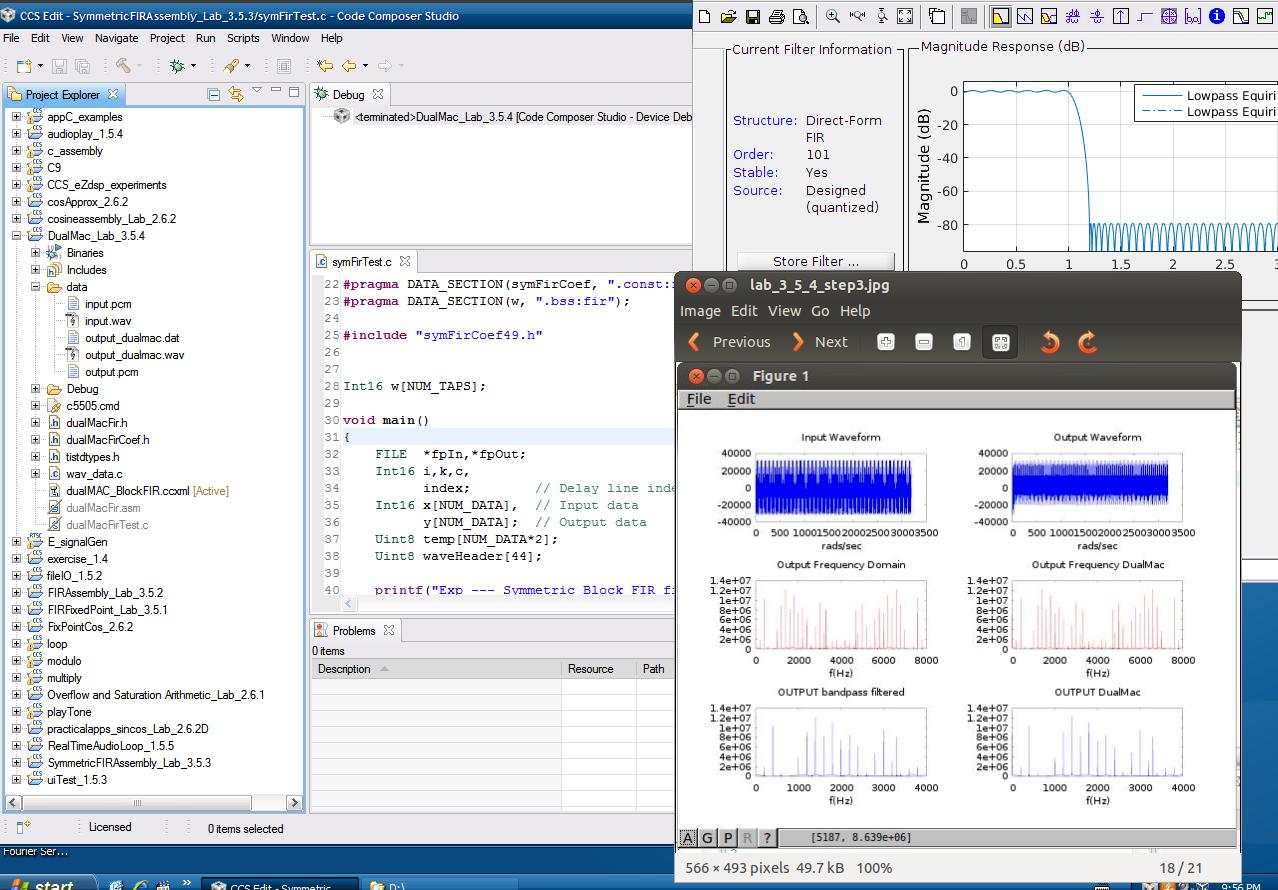 CCS Edit - SymmetricFIRAssembly_Lab_3.5.3/symFirTest.c - Code Composer Studio
File Edit View Navigate Project Run Scripts Window Help
Project Explorer
appC_examples
audioplay_1.5.4
c_assembly
C9
CCS_eZdsp_experiments
cosApprox_2.6.2
cosineassembly_Lab_2.6.2
DualMac_Lab_3.5.4
Binaries
Includes
data
input.pcm
input.wav
output_dualmac.dat
output_dualmac.wav
output.pcm
Debug
c5505.cmd
dualMacFir.h
dualMacFirCoef.h
tistdtypes.h
wav_data.c
dualMAC_BlockFIR.ccxml [Active]
dualMacFir.asm
dualMacFirTest.c
E_signalGen
exercise_1.4
fileIO_1.5.2
FIRAssembly_Lab_3.5.2
FIRFixedPoint_Lab_3.5.1
FixPointCos_2.6.2
loop
modulo
multiply
Overflow and Saturation Arithmetic_Lab_2.6.1
playTone
practicalapps_sincos_Lab_2.6.2D
RealTimeAudioLoop_1.5.5
SymmetricFIRAssembly_Lab_3.5.3
uiTest_1.5.3
Licensed
0 items selected
Debug
<terminated>DualMac_Lab_3.5.4 [Code Composer Studio - Device Deb
symFirTest.c
22 #pragma DATA_SECTION(symFirCoef, ".const:f
23 #pragma DATA_SECTION(w, ".bss:fir");
24
25 #include "symFirCoef49.h"
26
27
28 Int16 w[NUM_TAPS];
29
30 void main()
31 {
32 FILE *fpIn,*fpOut;
33 Int16 i,k,c,
34 index; // Delay line inde
35 Int16 x[NUM_DATA], // Input data
36 y[NUM_DATA]; // Output data
37 Uint8 temp[NUM_DATA*2];
38 Uint8 waveHeader[44];
39
40 printf("Exp --- Symmetric Block FIR fi
Problems
0 items
Description Resource Path
Current Filter Information
Structure: Direct-Form
FIR
Order: 101
Stable: Yes
Source: Designed
(quantized)
Store Filter ...
Magnitude Response (dB)
Magnitude (dB)
0
-20
-40
-60
-80
0 0.5 1 1.5 2 2.5 3
Lowpass Equiri
Lowpass Equiri
lab_3_5_4_step3.jpg
Image Edit View Go Help
Previous Next
Figure 1
File Edit
Input Waveform
40000
20000
0
-20000
-40000
0 500 1000 1500 2000 2500 3000 3500
rads/sec
Output Waveform
40000
20000
0
-20000
-40000
0 500 1000 1500 2000 2500 3000 3500
rads/sec
Output Frequency Domain
1.4e+07
1.2e+07
1e+07
8e+06
6e+06
4e+06
2e+06
0
0 2000 4000 6000 8000
f(Hz)
Output Frequency DualMac
1.4e+07
1.2e+07
1e+07
8e+06
6e+06
4e+06
2e+06
0
0 2000 4000 6000 8000
f(Hz)
OUTPUT bandpass filtered
1.4e+07
1.2e+07
1e+07
8e+06
6e+06
4e+06
2e+06
0
0 1000 2000 3000 4000
f(Hz)
OUTPUT DualMac
1.4e+07
1.2e+07
1e+07
8e+06
6e+06
4e+06
2e+06
0
0 1000 2000 3000 4000
f(Hz)
A G P R ? [5187, 8.639e+06]
566 × 493 pixels 49.7 kB 100% 18 / 21
Fourier Ser...
start CCS Edit - Symmetric... D:\ 9:56 PM